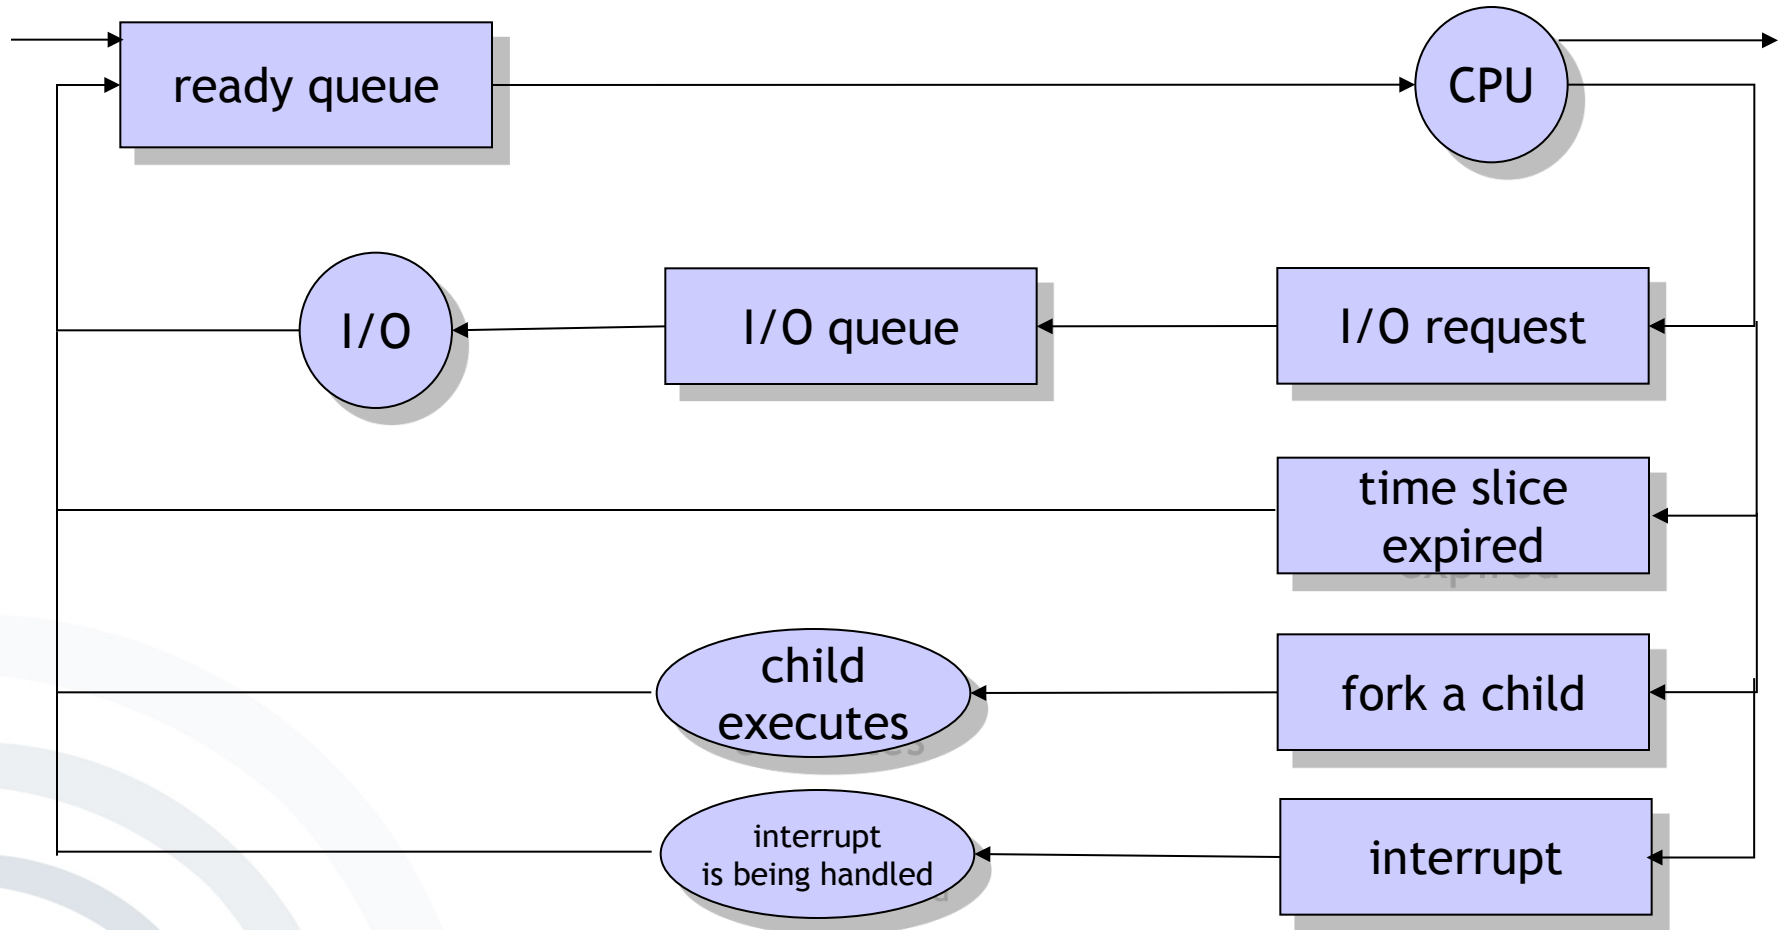 ready queue
CPU
I/O
I/O queue
I/O request
time slice
expired
child
executes
fork a child
interrupt
is being handled
interrupt